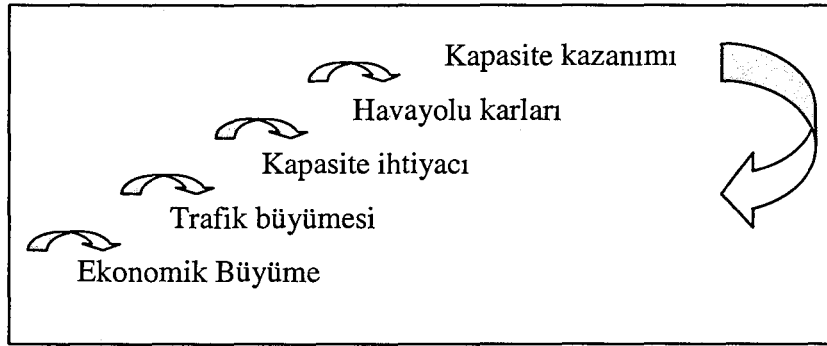 Kapasite kazanımı
Havayolu karları
Kapasite ihtiyacı
Trafik büyümesi
Ekonomik Büyüme